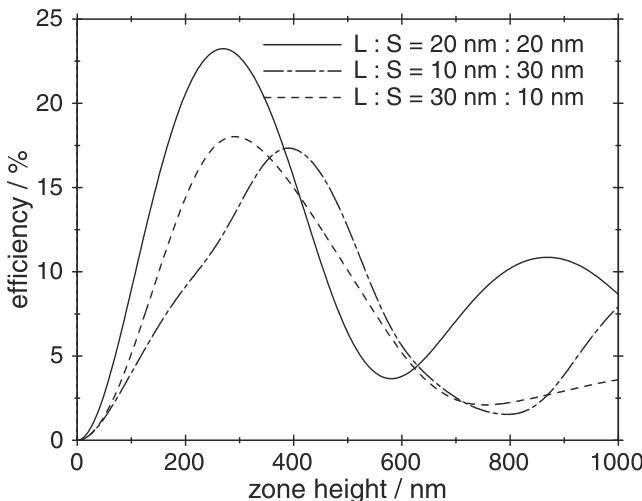 25
20
15
10
5
0
efficiency / %
L : S = 20 nm : 20 nm
L : S = 10 nm : 30 nm
L : S = 30 nm : 10 nm
0 200 400 600 800 1000
zone height / nm